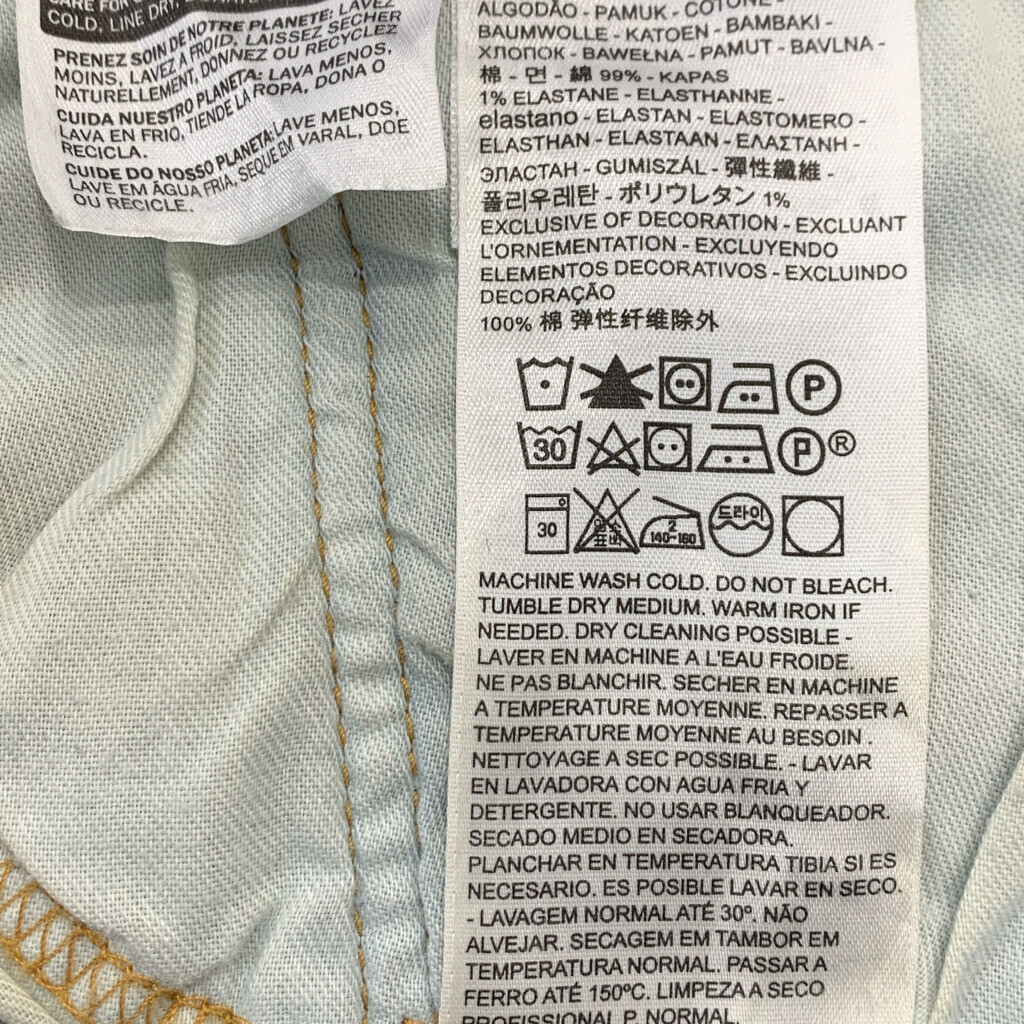 COLD, LINE DRY,
PRENEZ SOIN DE NOTRE PLANETE: LAVEZ
MOINS, LAVEZ A FROID, LAISSEZ SECHER
NATURELLEMENT, DONNEZ OU RECYCLEZ
CUIDA NUESTRO PLANETA: LAVA MENOS,
LAVA EN FRIO, TIENDE LA ROPA, DONA O
RECICLA.
CUIDE DO NOSSO PLANETA: LAVE MENOS,
LAVE EM ÁGUA FRIA, SEQUE EM VARAL, DOE
OU RECICLE.
ALGODÃO - PAMUK - COTONE -
BAUMWOLLE - KATOEN - BAMBAKI -
ХЛОПОК - BAWEŁNA - PAMUT - BAVLNA -
棉 - 면 - 綿 99% - KAPAS
1% ELASTANE - ELASTHANNE -
elastano - ELASTAN - ELASTOMERO -
ELASTHAN - ELASTAAN - ΕΛΑΣΤΑΝΗ -
ЭЛАСТАН - GUMISZÁL - 彈性纖維 -
폴리우레탄 - ポリウレタン 1%
EXCLUSIVE OF DECORATION - EXCLUANT
L'ORNEMENTATION - EXCLUYENDO
ELEMENTOS DECORATIVOS - EXCLUINDO
DECORAÇÃO
100% 棉 弹性纤维除外
P
30 P ®
30 2 140~160 드라이
MACHINE WASH COLD. DO NOT BLEACH.
TUMBLE DRY MEDIUM. WARM IRON IF
NEEDED. DRY CLEANING POSSIBLE -
LAVER EN MACHINE A L'EAU FROIDE.
NE PAS BLANCHIR. SECHER EN MACHINE
A TEMPERATURE MOYENNE. REPASSER A
TEMPERATURE MOYENNE AU BESOIN .
NETTOYAGE A SEC POSSIBLE. - LAVAR
EN LAVADORA CON AGUA FRIA Y
DETERGENTE. NO USAR BLANQUEADOR.
SECADO MEDIO EN SECADORA.
PLANCHAR EN TEMPERATURA TIBIA SI ES
NECESARIO. ES POSIBLE LAVAR EN SECO.
- LAVAGEM NORMAL ATÉ 30º. NÃO
ALVEJAR. SECAGEM EM TAMBOR EM
TEMPERATURA NORMAL. PASSAR A
FERRO ATÉ 150ºC. LIMPEZA A SECO
PROFISSIONAL P. NORMAL.